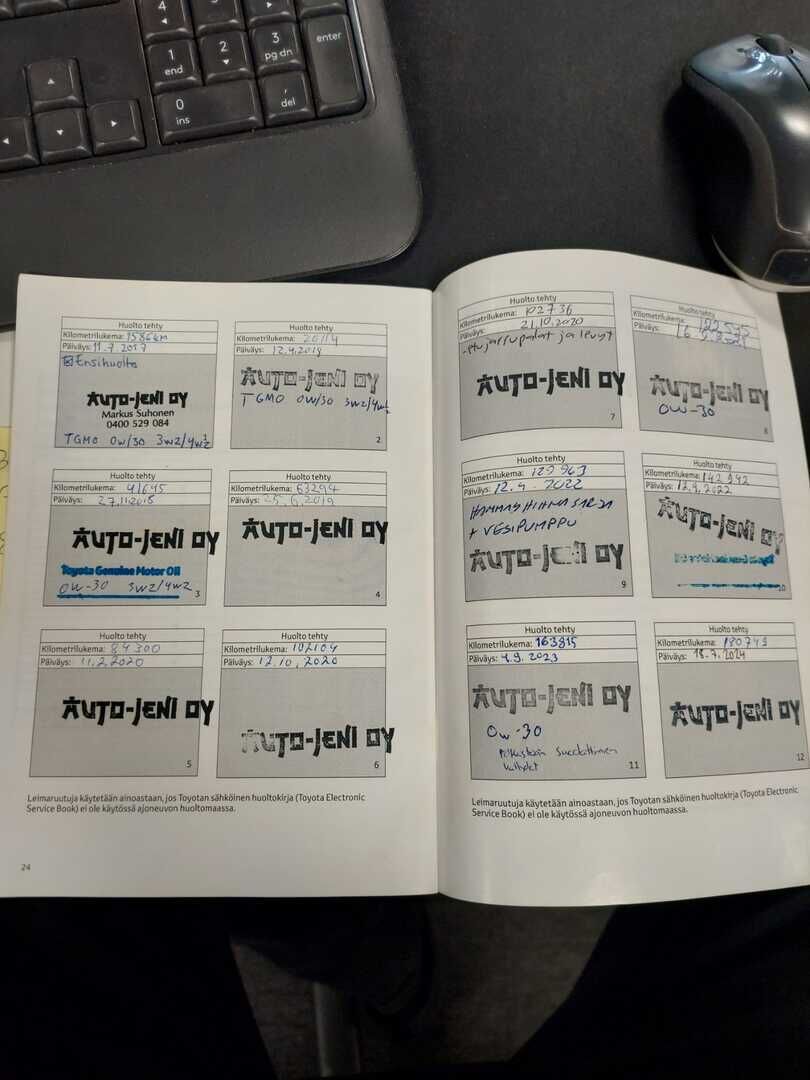 4
6
1
end
2
3
pg dn
enter
0
ins
,
del
Huolto tehty
Kilometrilukema: 15866km
Päiväys: 11.7.2017
Ensihuolto
AUTO-JENI OY
Markus Suhonen
0400 529 084
TGMO 0w/30 3wz/4wz
Huolto tehty
Kilometrilukema: 26114
Päiväys: 12.4.2018
AUTO-JENI OY
TGMO 0W/30 3wz/4wz
2
Huolto tehty
Kilometrilukema: 41645
Päiväys: 27.11.2018
AUTO-JENI OY
Toyota Genuine Motor Oil
0w-30 3wz/4wz
3
Huolto tehty
Kilometrilukema: 63294
Päiväys: 25.6.2019
AUTO-JENI OY
4
Huolto tehty
Kilometrilukema: 84300
Päiväys: 11.2.2020
AUTO-JENI OY
5
Huolto tehty
Kilometrilukema: 102104
Päiväys: 12.10.2020
AUTO-JENI OY
6
Leimaruutuja käytetään ainoastaan, jos Toyotan sähköinen huoltokirja (Toyota Electronic
Service Book) ei ole käytössä ajoneuvon huoltomaassa.
24
Huolto tehty
Kilometrilukema: 102736
Päiväys: 21.10.2020
-etujarrupalat ja levyt
AUTO-JENI OY
7
Huolto tehty
Kilometrilukema:
Päiväys:
AUTO-JENI OY
0W-30
8
Huolto tehty
Kilometrilukema: 129963
Päiväys: 12.4.2022
HAMMASHIHNASARJA
+ VESIPUMPPU
AUTO-JENI OY
9
Huolto tehty
Kilometrilukema: 142942
Päiväys:
AUTO-JENI OY
10
Huolto tehty
Kilometrilukema: 163815
Päiväys: 4.9.2023
AUTO-JENI OY
0w-30
11
Huolto tehty
Kilometrilukema: 180749
Päiväys: 18.7.2024
AUTO-JENI OY
12
Leimaruutuja käytetään ainoastaan, jos Toyotan sähköinen huoltokirja (Toyota Electronic
Service Book) ei ole käytössä ajoneuvon huoltomaassa.